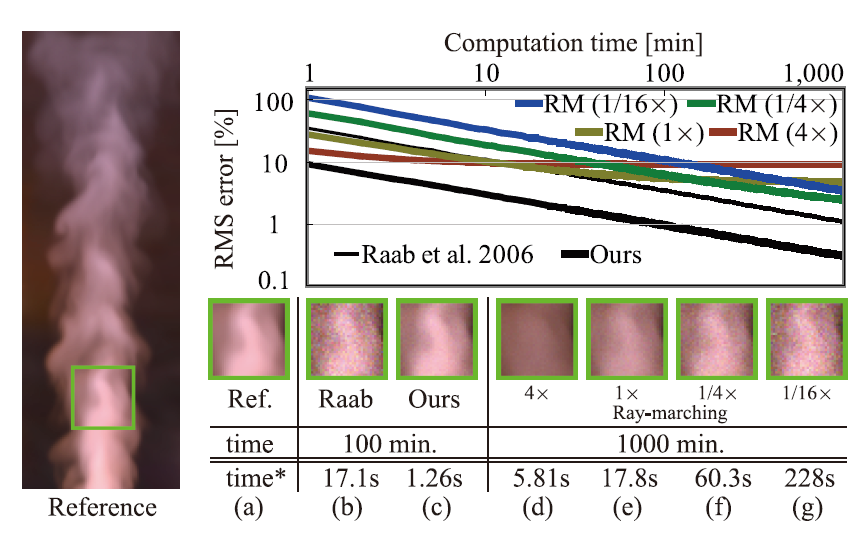 Computation time [min]
1 10 100 1,000
RMS error [%]
100
10
1
0.1
RM (1/16×) RM (1/4×)
RM (1×) RM (4×)
Raab et al. 2006 Ours
Reference
Ref. Raab Ours 4× 1× 1/4× 1/16×
Ray-marching
time 100 min. 1000 min.
time* 17.1s 1.26s 5.81s 17.8s 60.3s 228s
(a) (b) (c) (d) (e) (f) (g)